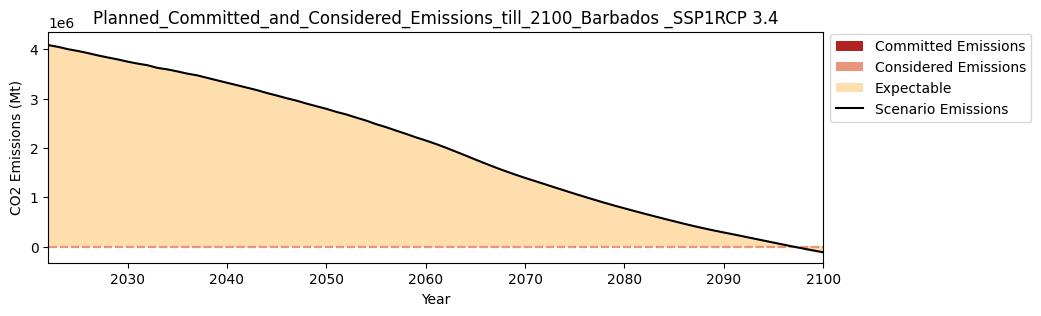 Planned_Committed_and_Considered_Emissions_till_2100_Barbados _SSP1RCP 3.4
1e6
4
3
2
1
0
CO2 Emissions (Mt)
2030 2040 2050 2060 2070 2080 2090 2100
Year
Committed Emissions
Considered Emissions
Expectable
Scenario Emissions